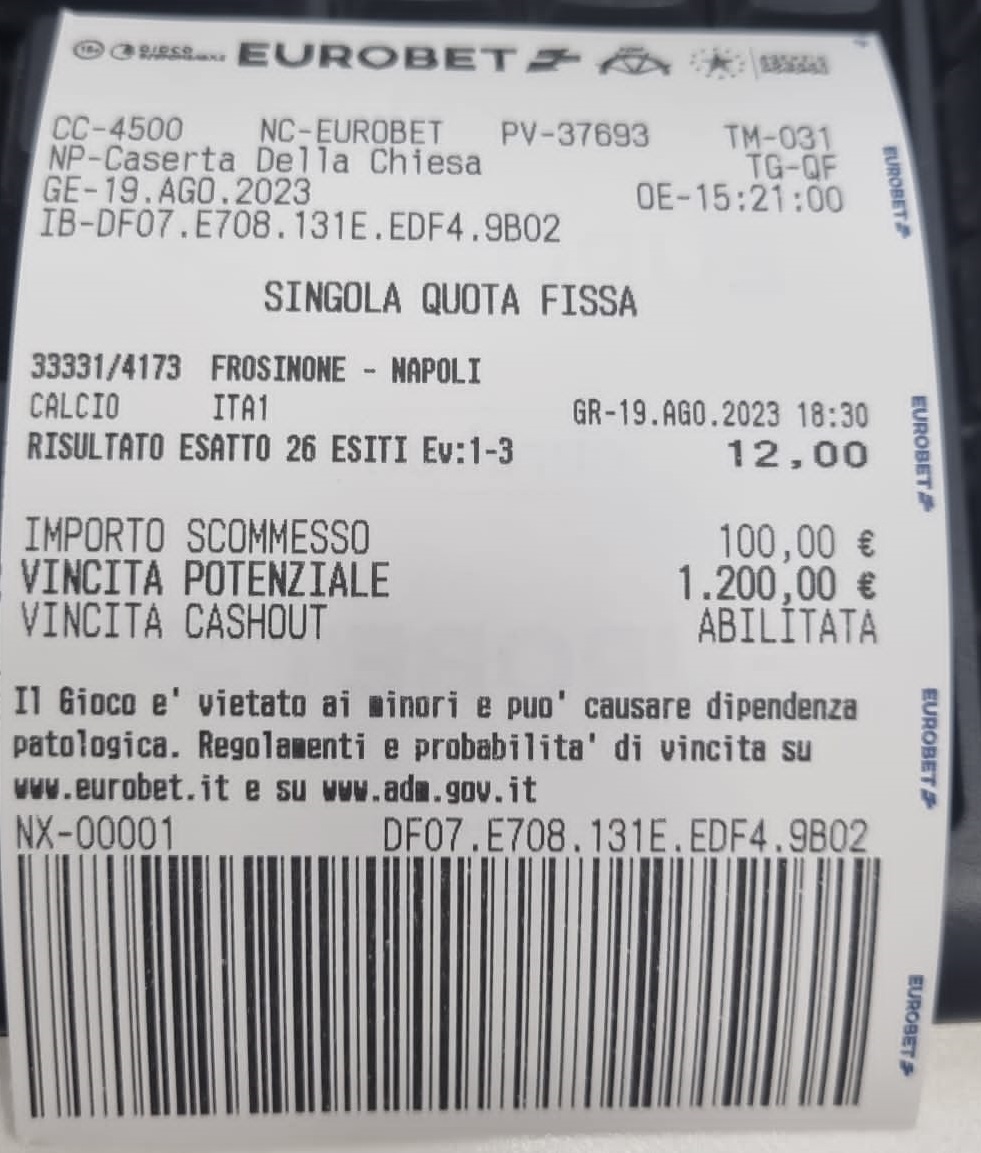 18+ EUROBET
CC-4500 NC-EUROBET PV-37693 TM-031
NP-Caserta Della Chiesa TG-QF
GE-19.AGO.2023 OE-15:21:00
IB-DF07.E708.131E.EDF4.9B02
SINGOLA QUOTA FISSA
33331/4173 FROSINONE - NAPOLI
CALCIO ITA1 GR-19.AGO.2023 18:30
RISULTATO ESATTO 26 ESITI Ev:1-3 12,00
IMPORTO SCOMMESSO 100,00 €
VINCITA POTENZIALE 1.200,00 €
VINCITA CASHOUT ABILITATA
Il Gioco e' vietato ai minori e puo' causare dipendenza
patologica. Regolamenti e probabilita' di vincita su
www.eurobet.it e su www.adm.gov.it
NX-00001 DF07.E708.131E.EDF4.9B02
EUROBET
EUROBET
EUROBET
EUROBET